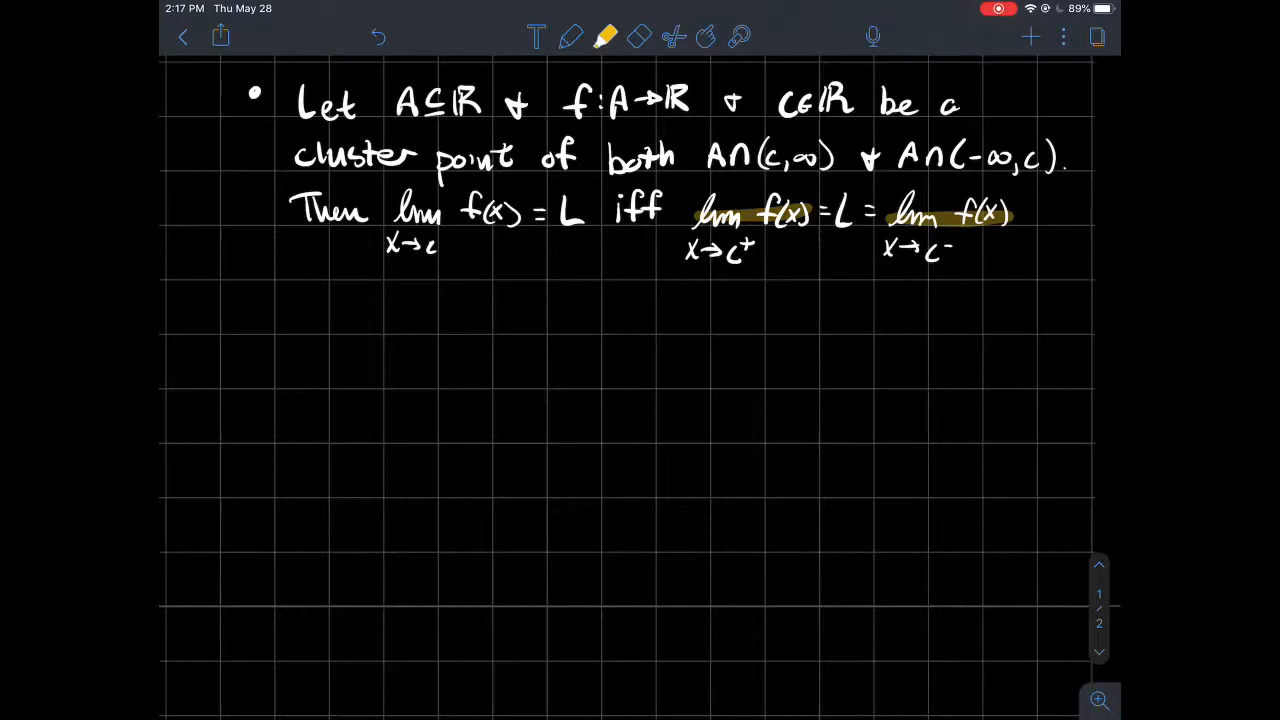 2:17 PM Thu May 28
89%
• Let A⊆ℝ & f:A→ℝ & c∈ℝ be a
cluster point of both A∩(c,∞) & A∩(-∞,c).
Then lim f(x) = L iff lim f(x) = L = lim f(x)
x→c x→c⁺ x→c⁻
1
/
2